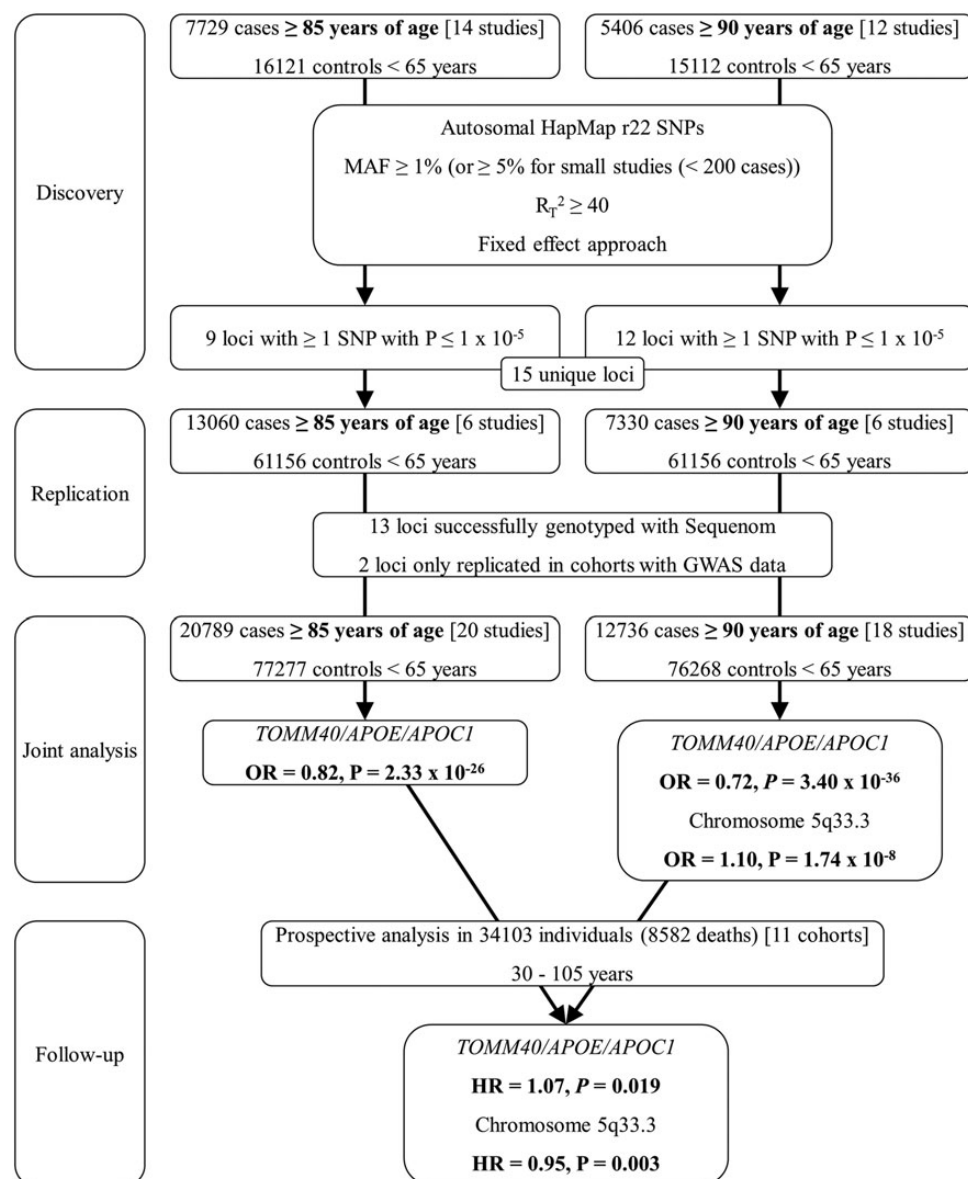 Discovery
7729 cases ≥ 85 years of age [14 studies]
16121 controls < 65 years
5406 cases ≥ 90 years of age [12 studies]
15112 controls < 65 years
Autosomal HapMap r22 SNPs
MAF ≥ 1% (or ≥ 5% for small studies (< 200 cases))
R_T² ≥ 40
Fixed effect approach
9 loci with ≥ 1 SNP with P ≤ 1 x 10⁻⁵
12 loci with ≥ 1 SNP with P ≤ 1 x 10⁻⁵
15 unique loci
Replication
13060 cases ≥ 85 years of age [6 studies]
61156 controls < 65 years
7330 cases ≥ 90 years of age [6 studies]
61156 controls < 65 years
13 loci successfully genotyped with Sequenom
2 loci only replicated in cohorts with GWAS data
Joint analysis
20789 cases ≥ 85 years of age [20 studies]
77277 controls < 65 years
12736 cases ≥ 90 years of age [18 studies]
76268 controls < 65 years
TOMM40/APOE/APOC1
OR = 0.82, P = 2.33 x 10⁻²⁶
TOMM40/APOE/APOC1
OR = 0.72, P = 3.40 x 10⁻³⁶
Chromosome 5q33.3
OR = 1.10, P = 1.74 x 10⁻⁸
Follow-up
Prospective analysis in 34103 individuals (8582 deaths) [11 cohorts]
30 - 105 years
TOMM40/APOE/APOC1
HR = 1.07, P = 0.019
Chromosome 5q33.3
HR = 0.95, P = 0.003